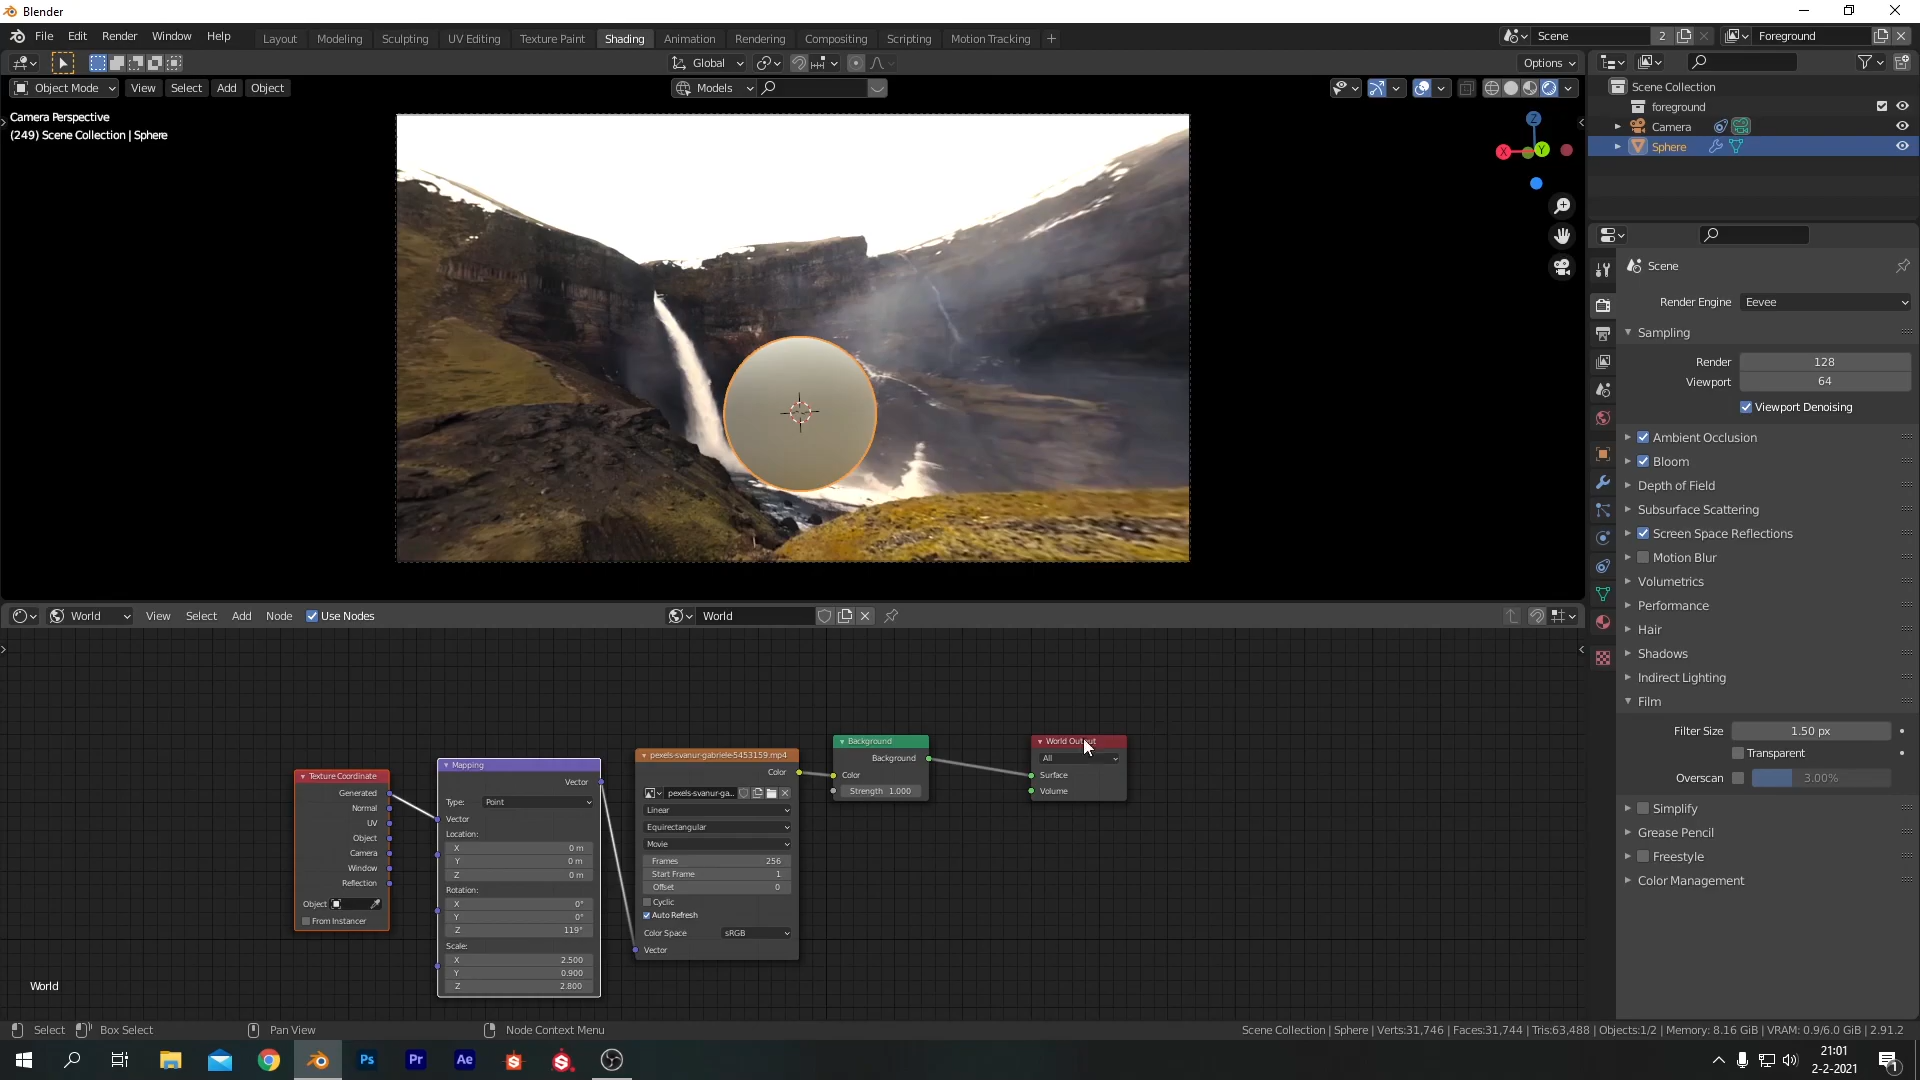 Blender
File Edit Render Window Help
Layout Modeling Sculpting UV Editing Texture Paint Shading Animation Rendering Compositing Scripting Motion Tracking +
Scene 2 Foreground
Global Options
Object Mode View Select Add Object Models
Camera Perspective
(249) Scene Collection | Sphere
Z
X Y
Scene Collection
foreground
Camera
Sphere
Scene
Render Engine Eevee
Sampling
Render 128
Viewport 64
Viewport Denoising
Ambient Occlusion
Bloom
Depth of Field
Subsurface Scattering
Screen Space Reflections
Motion Blur
Volumetrics
Performance
Hair
Shadows
Indirect Lighting
Film
Filter Size 1.50 px
Transparent
Overscan 3.00%
Simplify
Grease Pencil
Freestyle
Color Management
World View Select Add Node Use Nodes World
Texture Coordinate
Generated
Normal
UV
Object
Camera
Window
Reflection
Object
From Instancer
Mapping
Vector
Type: Point
Vector
Location:
X 0 m
Y 0 m
Z 0 m
Rotation:
X 0°
Y 0°
Z 119°
Scale:
X 2.500
Y 0.900
Z 2.800
pexels-svanur-gabriele-5453159.mp4
Color
pexels-svanur-ga...
Linear
Equirectangular
Movie
Frames 256
Start Frame 1
Offset 0
Cyclic
Auto Refresh
Color Space sRGB
Vector
Background
Background
Color
Strength 1.000
World Output
All
Surface
Volume
World
Select Box Select Pan View Node Context Menu
Scene Collection | Sphere | Verts:31,746 | Faces:31,744 | Tris:63,488 | Objects:1/2 | Memory: 8.16 GiB | VRAM: 0.9/6.0 GiB | 2.91.2
Ps Pr Ae
21:01
2-2-2021
1